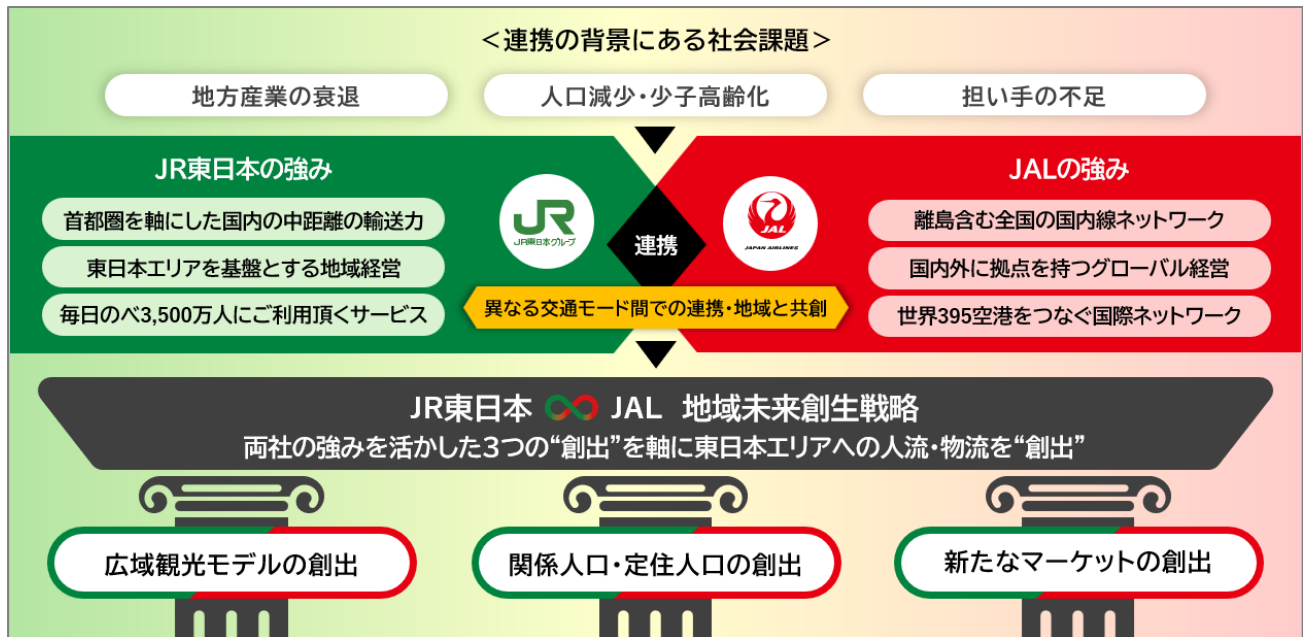 ＜連携の背景にある社会課題＞
地方産業の衰退
人口減少・少子高齢化
担い手の不足
JR東日本の強み
首都圏を軸にした国内の中距離の輸送力
東日本エリアを基盤とする地域経営
毎日のべ3,500万人にご利用頂くサービス
JR
JR東日本グループ
連携
JAL
JAPAN AIRLINES
異なる交通モード間での連携・地域と共創
JALの強み
離島含む全国の国内線ネットワーク
国内外に拠点を持つグローバル経営
世界395空港をつなぐ国際ネットワーク
JR東日本 ∞ JAL 地域未来創生戦略
両社の強みを活かした3つの“創出”を軸に東日本エリアへの人流・物流を“創出”
広域観光モデルの創出
関係人口・定住人口の創出
新たなマーケットの創出